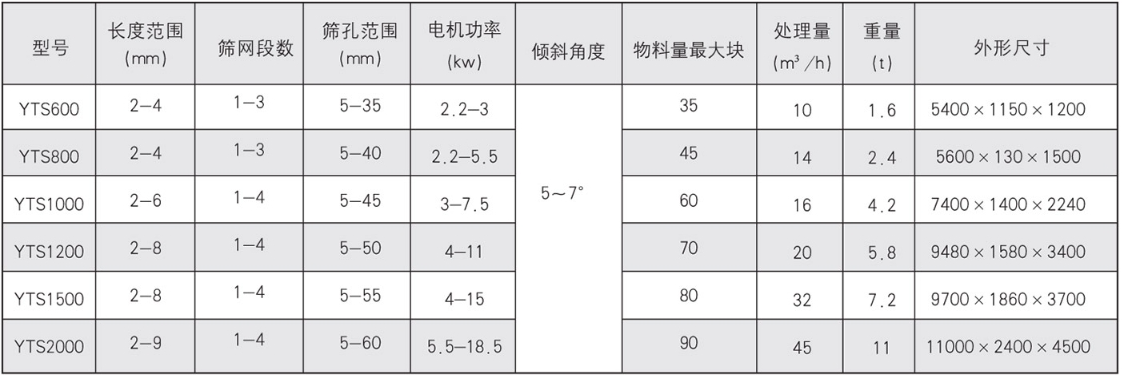 型号 长度范围(mm) 筛网段数 筛孔范围(mm) 电机功率(kw) 倾斜角度 物料量最大块 处理量(m³/h) 重量(t) 外形尺寸
YTS600 2—4 1—3 5—35 2.2—3 5～7° 35 10 1.6 5400×1150×1200
YTS800 2—4 1—3 5—40 2.2—5.5 45 14 2.4 5600×130×1500
YTS1000 2—6 1—4 5—45 3—7.5 60 16 4.2 7400×1400×2240
YTS1200 2—8 1—4 5—50 4—11 70 20 5.8 9480×1580×3400
YTS1500 2—8 1—4 5—55 4—15 80 32 7.2 9700×1860×3700
YTS2000 2—9 1—4 5—60 5.5—18.5 90 45 11 11000×2400×4500